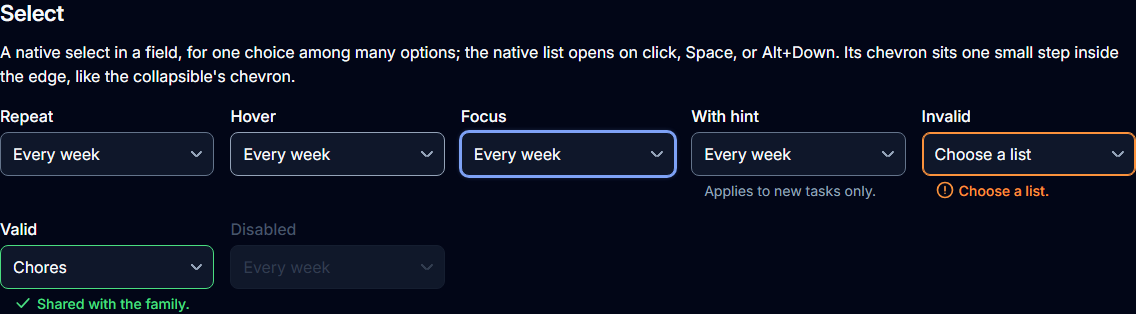 Select
A native select in a field, for one choice among many options; the native list opens on click, Space, or Alt+Down. Its chevron sits one small step inside
the edge, like the collapsible's chevron.
Repeat Hover Focus With hint Invalid
Every week Every week Every week Every week Choose a list
Applies to new tasks only. Choose a list.
Valid Disabled
Chores Every week
Shared with the family.